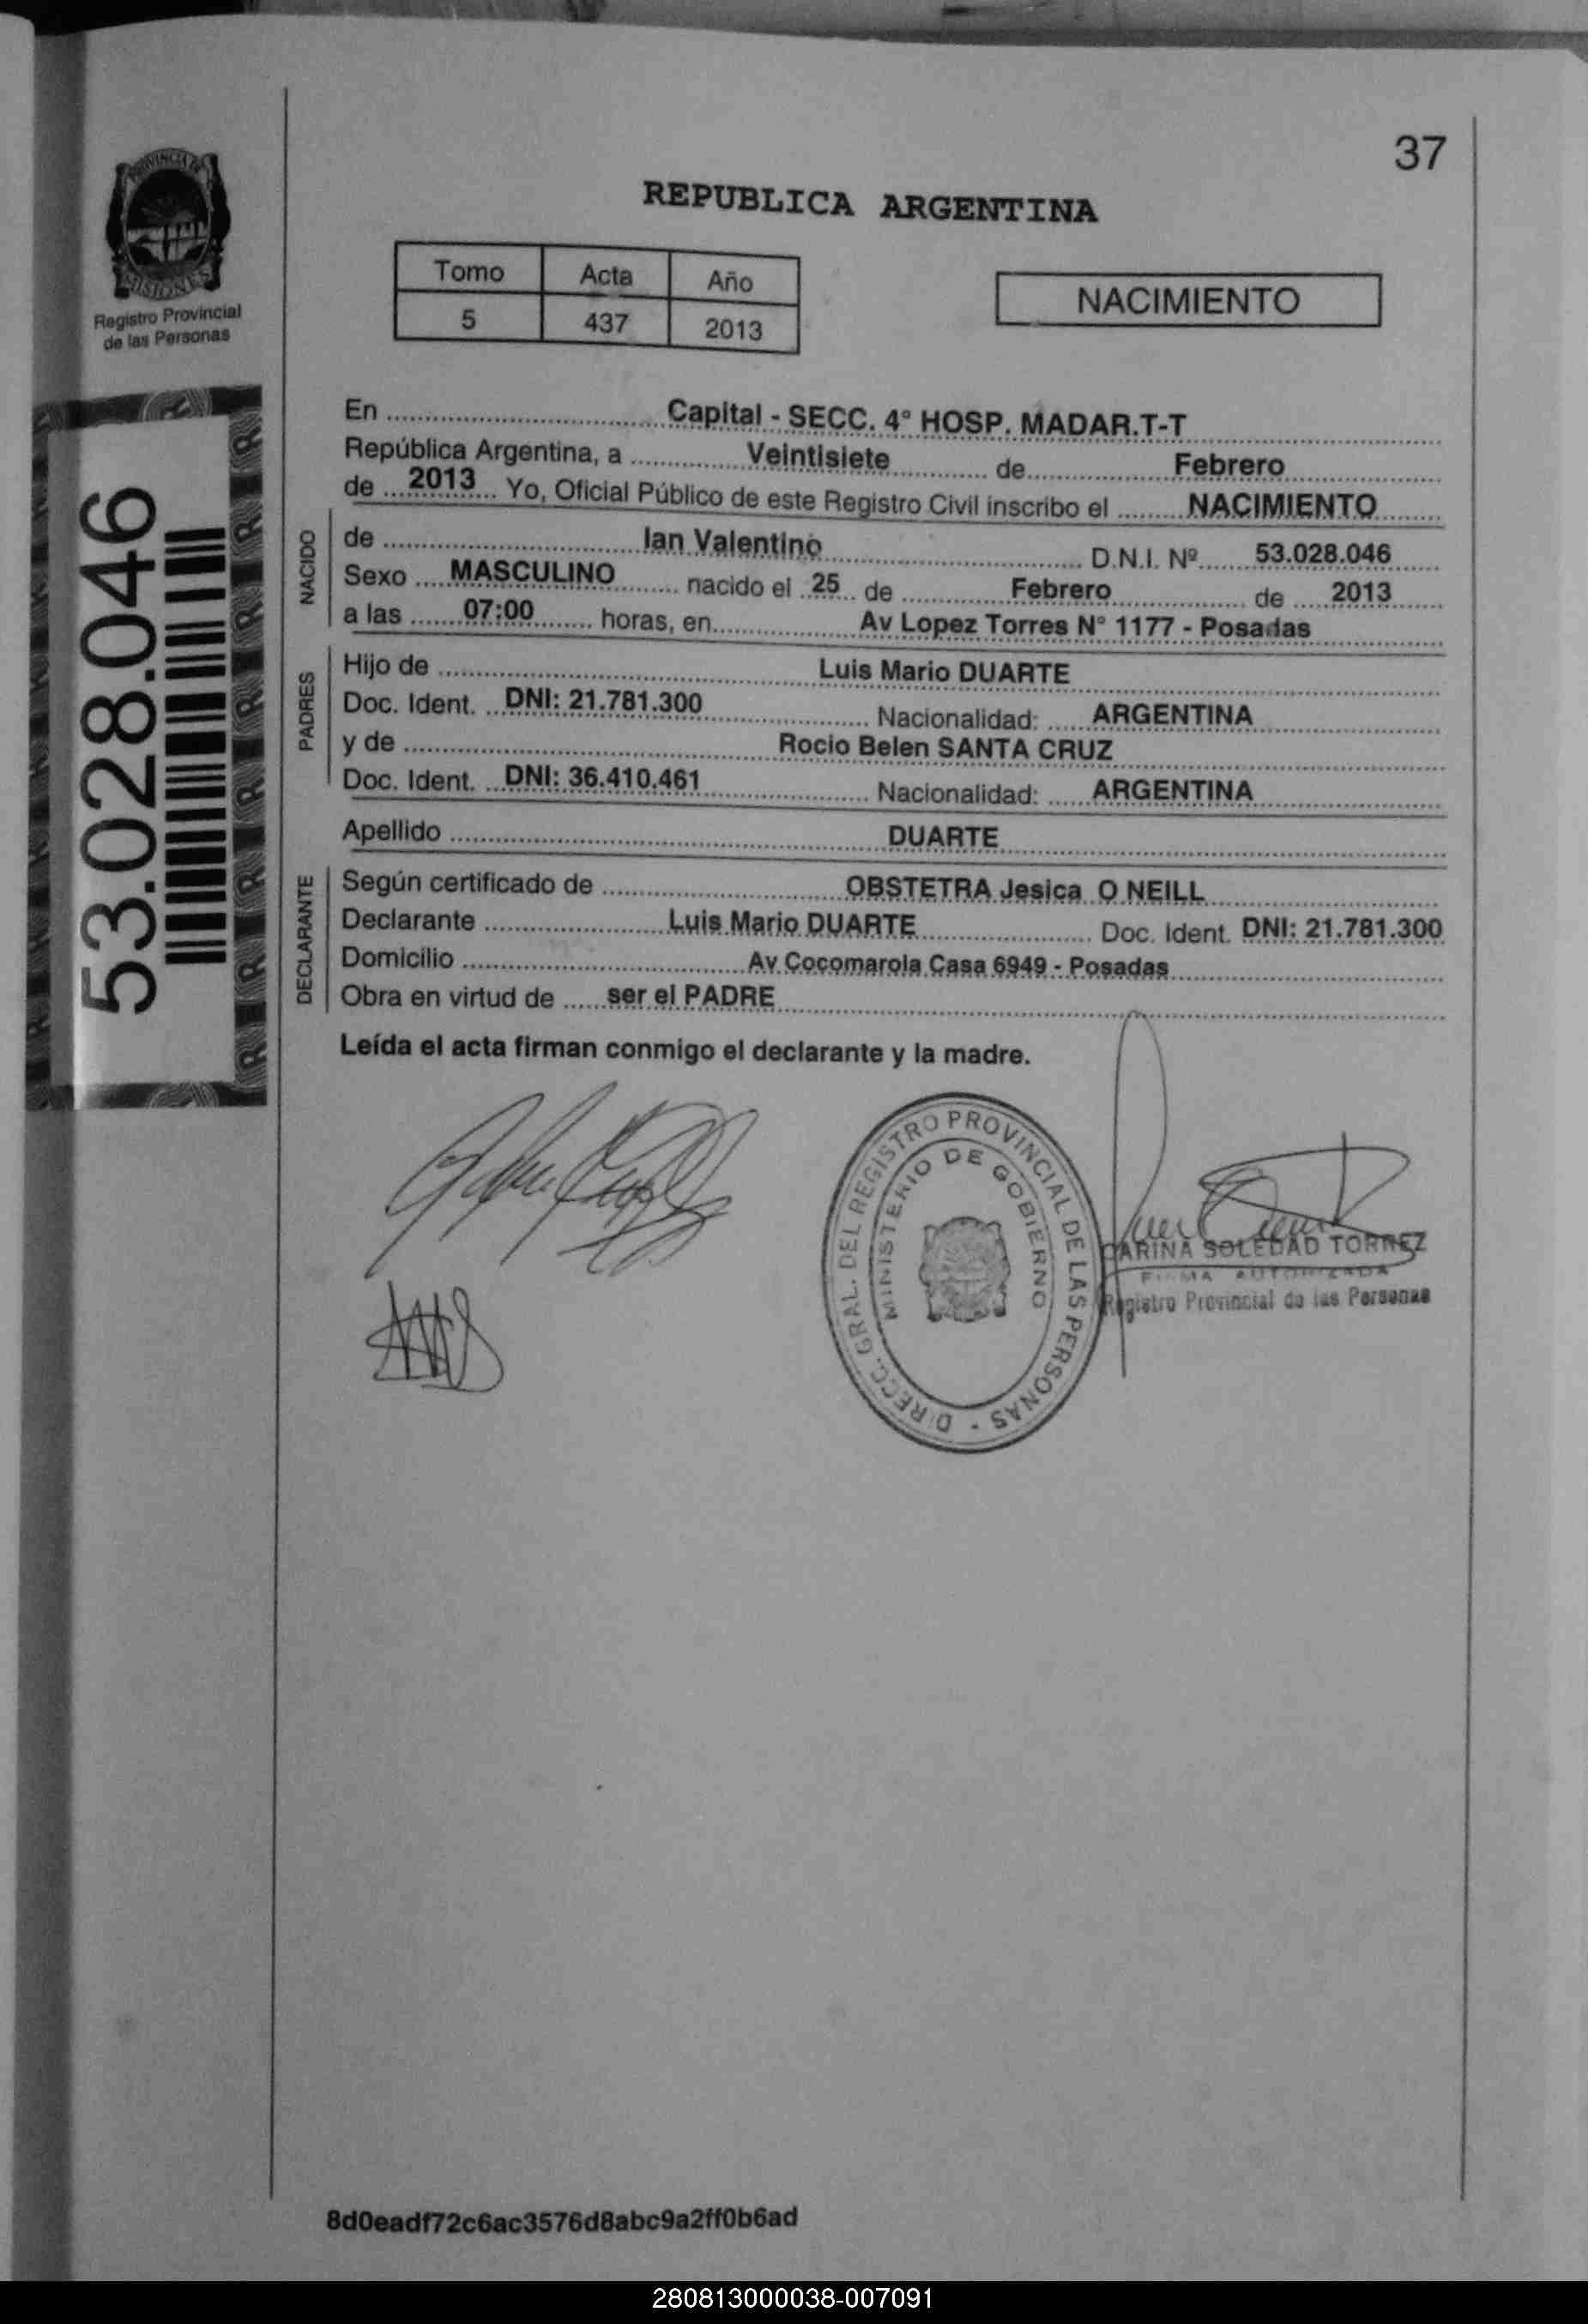 37
PROVINCIA DE
MISIONES
Registro Provincial
de las Personas
REPUBLICA ARGENTINA
Tomo Acta Año
5 437 2013
NACIMIENTO
53.028.046
En Capital - SECC. 4° HOSP. MADAR.T-T
República Argentina, a Veintisiete de Febrero
de 2013 Yo, Oficial Público de este Registro Civil inscribo el NACIMIENTO
NACIDO
de Ian Valentino D.N.I. Nº 53.028.046
Sexo MASCULINO nacido el 25 de Febrero de 2013
a las 07:00 horas, en Av Lopez Torres N° 1177 - Posadas
PADRES
Hijo de Luis Mario DUARTE
Doc. Ident. DNI: 21.781.300 Nacionalidad: ARGENTINA
y de Rocio Belen SANTA CRUZ
Doc. Ident. DNI: 36.410.461 Nacionalidad: ARGENTINA
Apellido DUARTE
DECLARANTE
Según certificado de OBSTETRA Jesica O NEILL
Declarante Luis Mario DUARTE Doc. Ident. DNI: 21.781.300
Domicilio Av Cocomarola Casa 6949 - Posadas
Obra en virtud de ser el PADRE
Leída el acta firman conmigo el declarante y la madre.
DIRECC. GRAL. DEL REGISTRO PROVINCIAL DE LAS PERSONAS -
MINISTERIO DE GOBIERNO
CARINA SOLEDAD TORREZ
FIRMA AUTORIZADA
Registro Provincial de las Personas
8d0eadf72c6ac3576d8abc9a2ff0b6ad
280813000038-007091